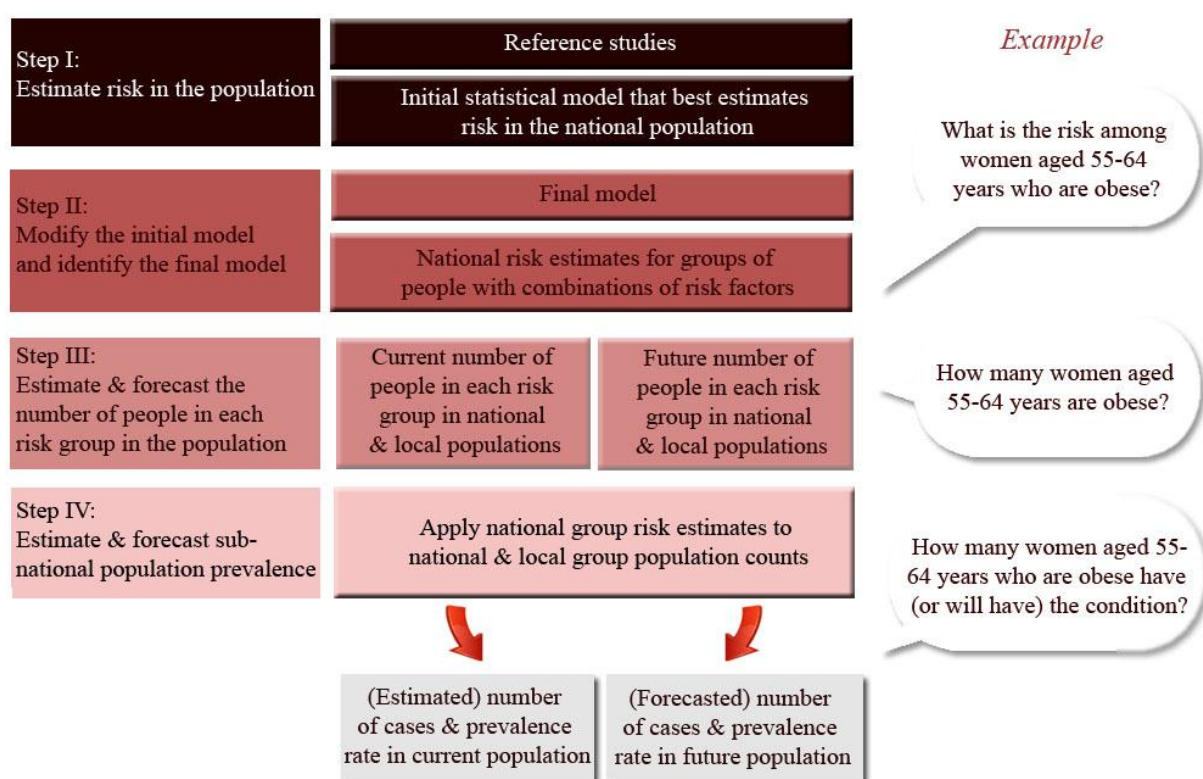 Step I:
Estimate risk in the population
Reference studies
Initial statistical model that best estimates
risk in the national population
Example
What is the risk among
women aged 55-64
years who are obese?
Step II:
Modify the initial model
and identify the final model
Final model
National risk estimates for groups of
people with combinations of risk factors
Step III:
Estimate & forecast the
number of people in each
risk group in the population
Current number of
people in each risk
group in national
& local populations
Future number of
people in each risk
group in national
& local populations
How many women aged
55-64 years are obese?
Step IV:
Estimate & forecast sub-
national population prevalence
Apply national group risk estimates to
national & local group population counts
How many women aged 55-
64 years who are obese have
(or will have) the condition?
(Estimated) number
of cases & prevalence
rate in current population
(Forecasted) number
of cases & prevalence
rate in future population